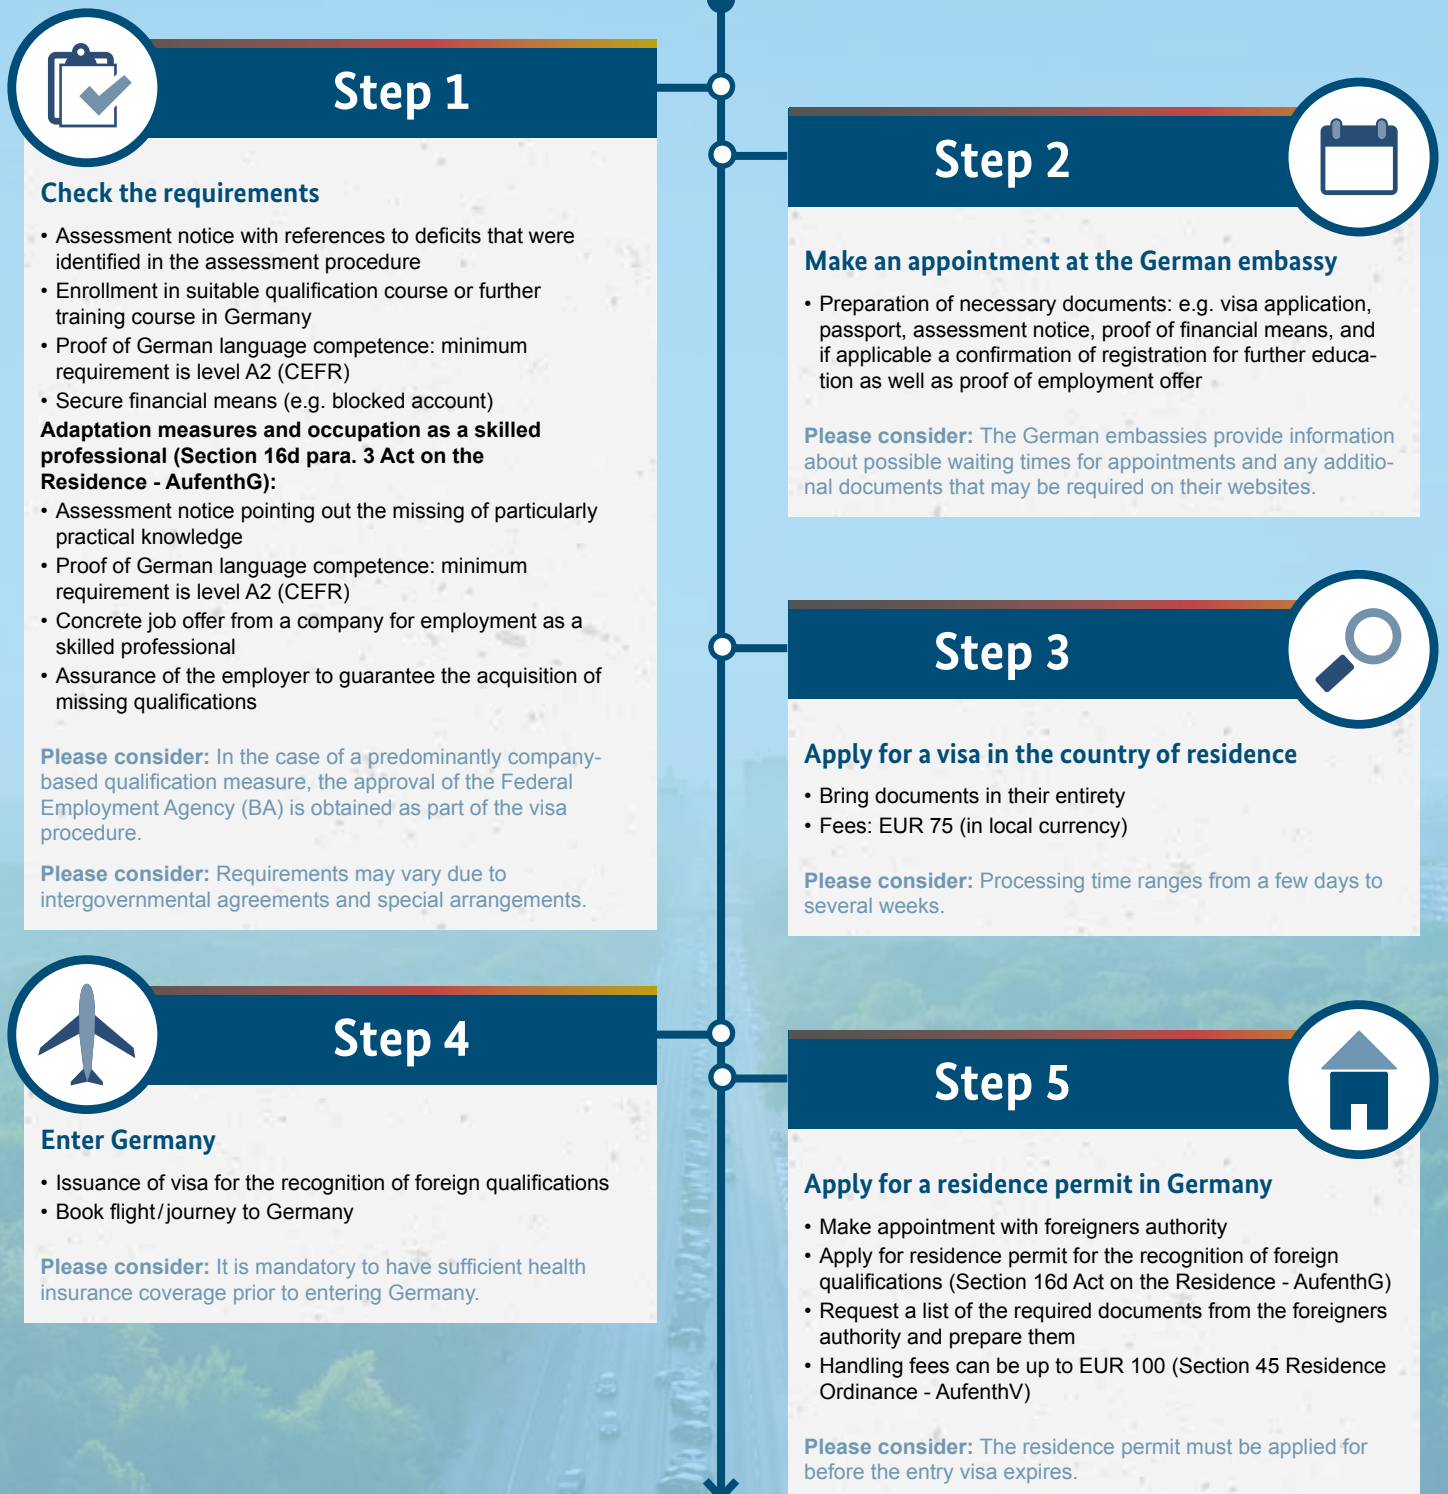 Step 1
Check the requirements
• Assessment notice with references to deficits that were
identified in the assessment procedure
• Enrollment in suitable qualification course or further
training course in Germany
• Proof of German language competence: minimum
requirement is level A2 (CEFR)
• Secure financial means (e.g. blocked account)
Adaptation measures and occupation as a skilled
professional (Section 16d para. 3 Act on the
Residence - AufenthG):
• Assessment notice pointing out the missing of particularly
practical knowledge
• Proof of German language competence: minimum
requirement is level A2 (CEFR)
• Concrete job offer from a company for employment as a
skilled professional
• Assurance of the employer to guarantee the acquisition of
missing qualifications
Please consider: In the case of a predominantly company-
based qualification measure, the approval of the Federal
Employment Agency (BA) is obtained as part of the visa
procedure.
Please consider: Requirements may vary due to
intergovernmental agreements and special arrangements.
Step 2
Make an appointment at the German embassy
• Preparation of necessary documents: e.g. visa application,
passport, assessment notice, proof of financial means, and
if applicable a confirmation of registration for further educa-
tion as well as proof of employment offer
Please consider: The German embassies provide information
about possible waiting times for appointments and any additio-
nal documents that may be required on their websites.
Step 3
Apply for a visa in the country of residence
• Bring documents in their entirety
• Fees: EUR 75 (in local currency)
Please consider: Processing time ranges from a few days to
several weeks.
Step 4
Enter Germany
• Issuance of visa for the recognition of foreign qualifications
• Book flight/journey to Germany
Please consider: It is mandatory to have sufficient health
insurance coverage prior to entering Germany.
Step 5
Apply for a residence permit in Germany
• Make appointment with foreigners authority
• Apply for residence permit for the recognition of foreign
qualifications (Section 16d Act on the Residence - AufenthG)
• Request a list of the required documents from the foreigners
authority and prepare them
• Handling fees can be up to EUR 100 (Section 45 Residence
Ordinance - AufenthV)
Please consider: The residence permit must be applied for
before the entry visa expires.